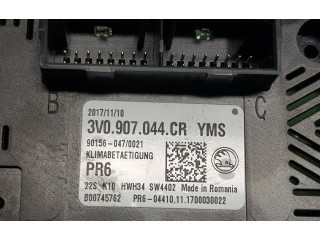 B
C
2017/11/10
3V0.907.044.CR YMS
90156-047/0021
KLIMABETAETIGUNG
PR6
22S K10 HWH34 SW4402 Made in Romania
B00745762 PR6-04410.11.1700030022